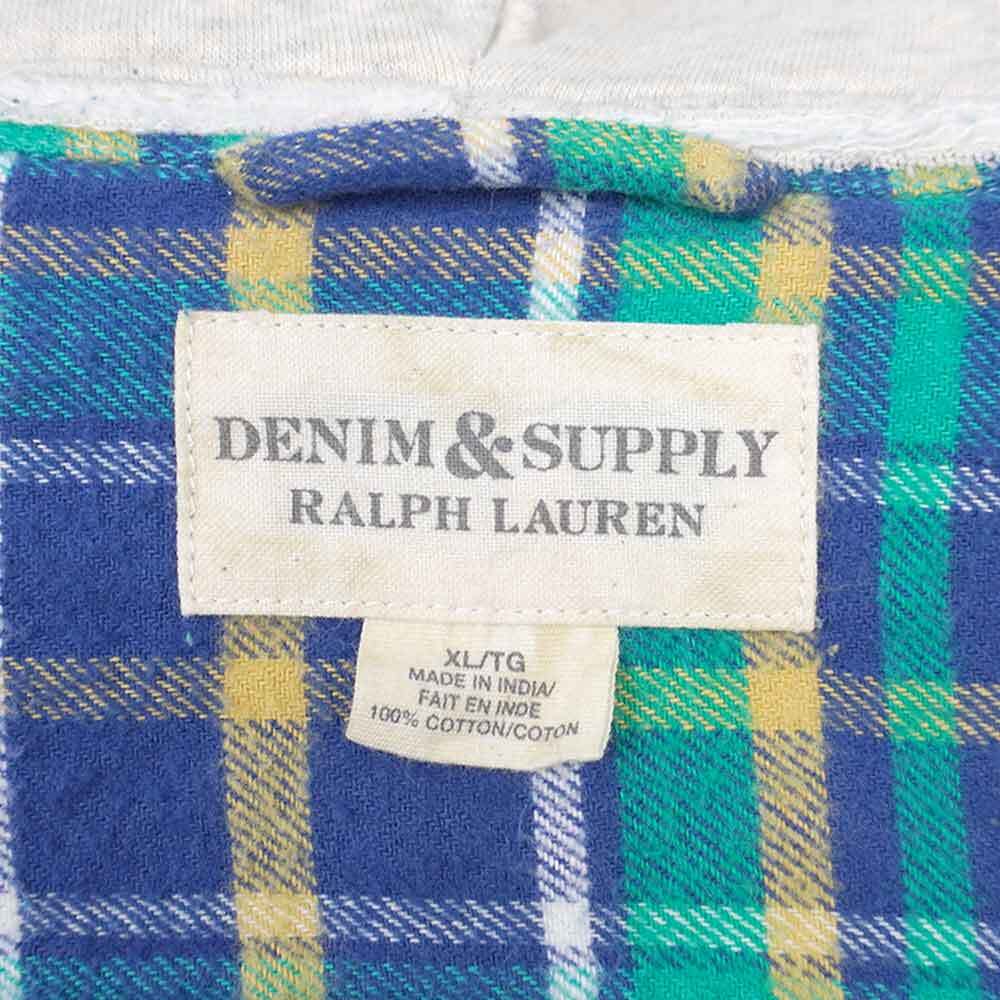 DENIM & SUPPLY
RALPH LAUREN
XL/TG
MADE IN INDIA/
FAIT EN INDE
100% COTTON/COTON